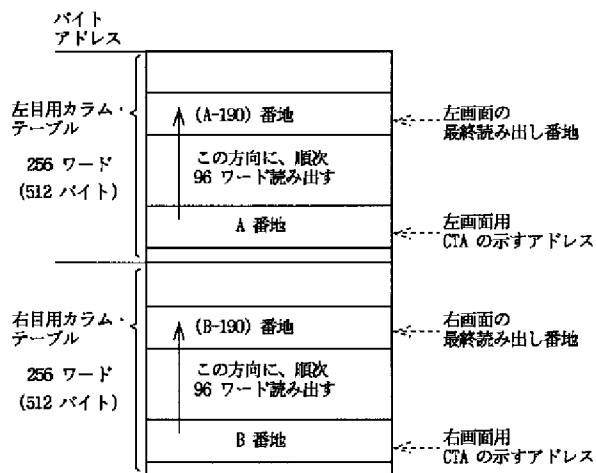 バイト
アドレス
左目用カラム・
テーブル
256 ワード
(512 バイト)
(A-190) 番地
この方向に、順次
96 ワード読み出す
A 番地
左画面の
最終読み出し番地
左画面用
CTA の示すアドレス
右目用カラム・
テーブル
256 ワード
(512 バイト)
(B-190) 番地
この方向に、順次
96 ワード読み出す
B 番地
右画面の
最終読み出し番地
右画面用
CTA の示すアドレス